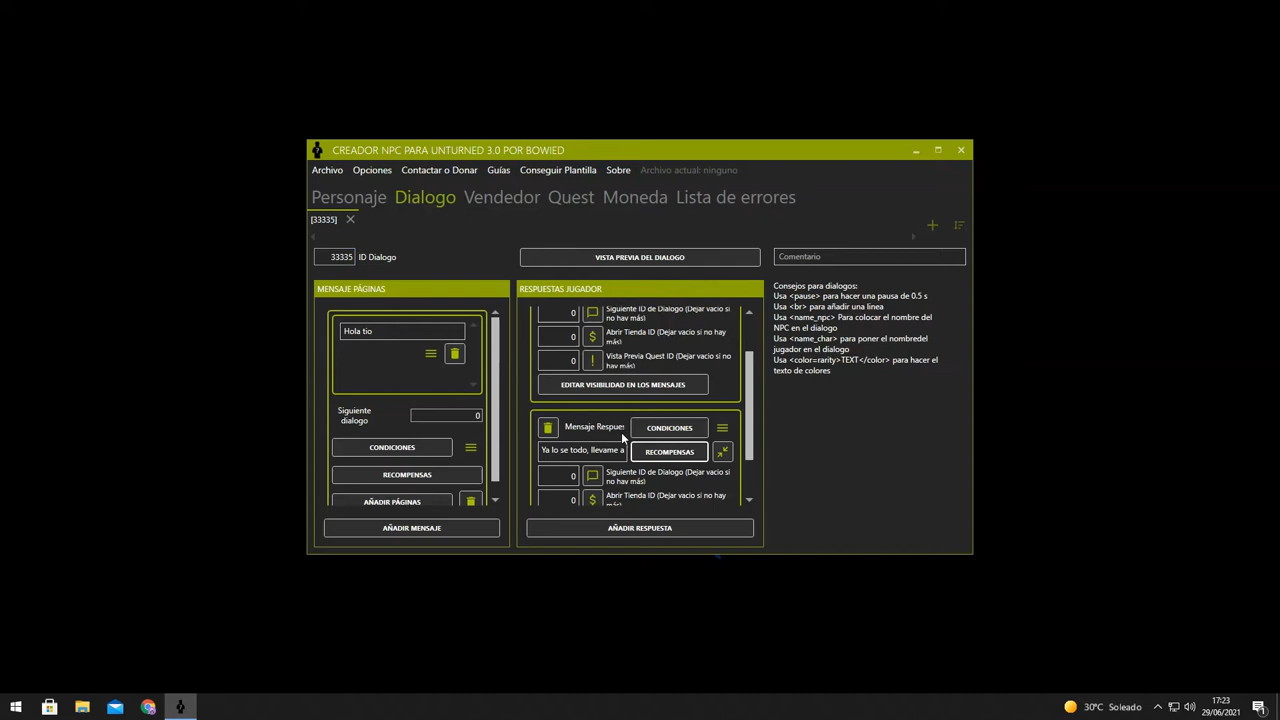 CREADOR NPC PARA UNTURNED 3.0 POR BOWIED
Archivo Opciones Contactar o Donar Guías Conseguir Plantilla Sobre Archivo actual: ninguno
Personaje Dialogo Vendedor Quest Moneda Lista de errores
[33335]
33335 ID Dialogo
VISTA PREVIA DEL DIALOGO
Comentario
MENSAJE PÁGINAS
Hola tio
Siguiente
dialogo
0
CONDICIONES
RECOMPENSAS
AÑADIR PÁGINAS
AÑADIR MENSAJE
RESPUESTAS JUGADOR
0 Siguiente ID de Dialogo (Dejar vacio si
no hay más)
0 $ Abrir Tienda ID (Dejar vacio si no hay
más)
0 ! Vista Previa Quest ID (Dejar vacio si no
hay más)
EDITAR VISIBILIDAD EN LOS MENSAJES
Mensaje Respues CONDICIONES
Ya lo se todo, llevame a RECOMPENSAS
0 Siguiente ID de Dialogo (Dejar vacio si
no hay más)
0 $ Abrir Tienda ID (Dejar vacio si no hay
más)
AÑADIR RESPUESTA
Consejos para dialogos:
Usa <pause> para hacer una pausa de 0.5 s
Usa <br> para añadir una linea
Usa <name_npc> Para colocar el nombre del
NPC en el dialogo
Usa <name_char> para poner el nombredel
jugador en el dialogo
Usa <color=rarity>TEXT</color> para hacer el
texto de colores
30°C Soleado
17:23
29/06/2021
1